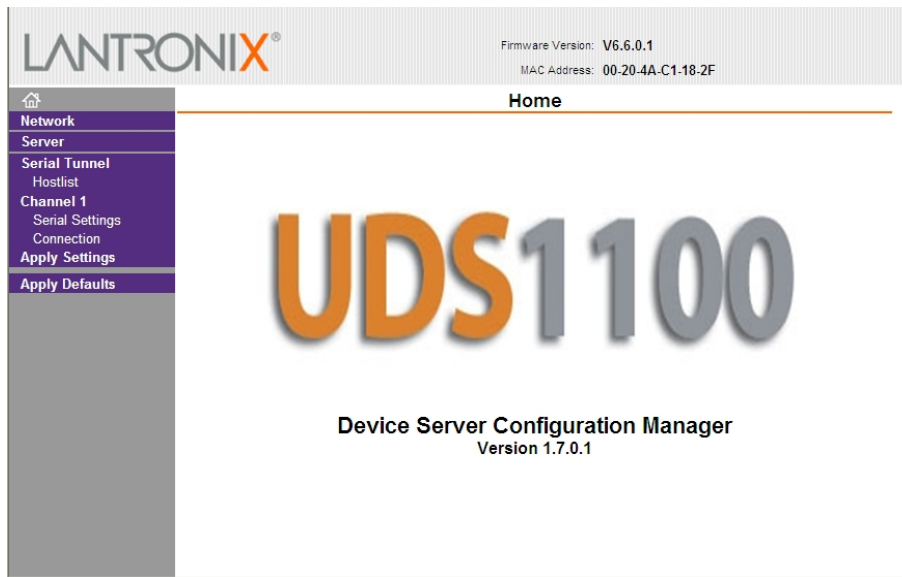 LANTRONIX®
Firmware Version: V6.6.0.1
MAC Address: 00-20-4A-C1-18-2F
Home
Network
Server
Serial Tunnel
Hostlist
Channel 1
Serial Settings
Connection
Apply Settings
Apply Defaults
UDS1100
Device Server Configuration Manager
Version 1.7.0.1